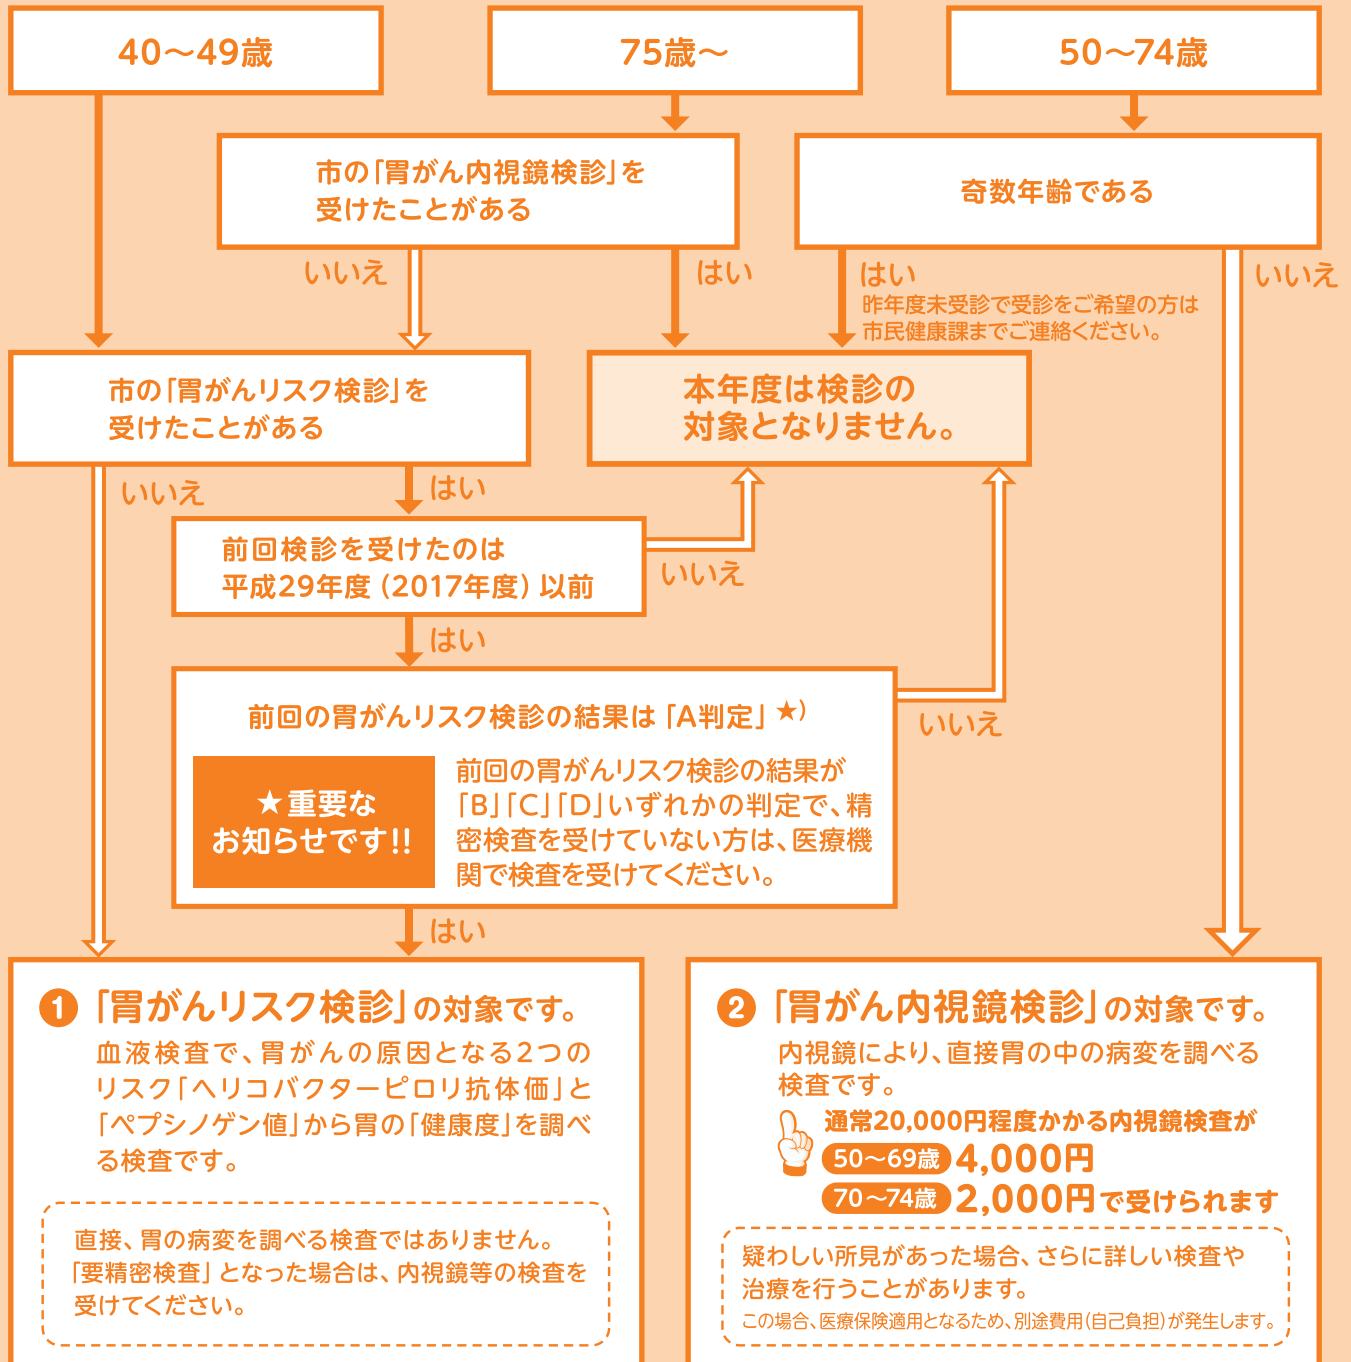 40～49歳
75歳～
50～74歳
市の「胃がん内視鏡検診」を
受けたことがある
奇数年齢である
いいえ
はい
はい
昨年度未受診で受診をご希望の方は
市民健康課までご連絡ください。
いいえ
市の「胃がんリスク検診」を
受けたことがある
本年度は検診の
対象となりません。
いいえ
はい
前回検診を受けたのは
平成29年度（2017年度）以前
いいえ
はい
前回の胃がんリスク検診の結果は「A判定」★）
いいえ
★重要な
お知らせです!!
前回の胃がんリスク検診の結果が
「B」「C」「D」いずれかの判定で、精
密検査を受けていない方は、医療機
関で検査を受けてください。
はい
1 「胃がんリスク検診」の対象です。
血液検査で、胃がんの原因となる2つの
リスク「ヘリコバクターピロリ抗体価」と
「ペプシノゲン値」から胃の「健康度」を調べ
る検査です。
直接、胃の病変を調べる検査ではありません。
「要精密検査」となった場合は、内視鏡等の検査を
受けてください。
2 「胃がん内視鏡検診」の対象です。
内視鏡により、直接胃の中の病変を調べる
検査です。
通常20,000円程度かかる内視鏡検査が
50～69歳 4,000円
70～74歳 2,000円で受けられます
疑わしい所見があった場合、さらに詳しい検査や
治療を行うことがあります。
この場合、医療保険適用となるため、別途費用（自己負担）が発生します。